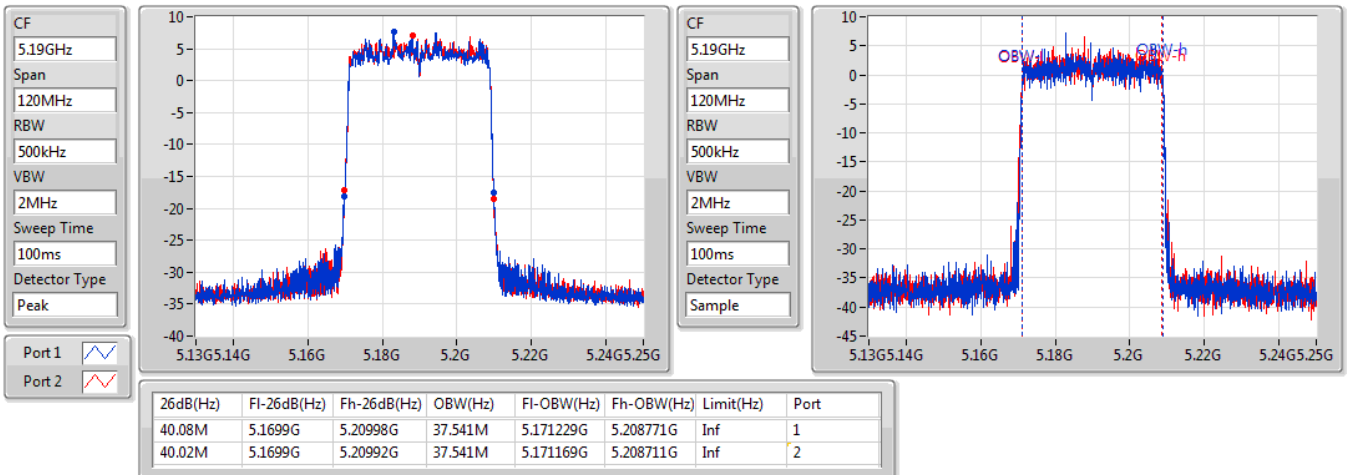 CF
5.19GHz
Span
120MHz
RBW
500kHz
VBW
2MHz
Sweep Time
100ms
Detector Type
Peak
Port 1
Port 2
10
5
0
-5
-10
-15
-20
-25
-30
-35
-40
5.13G 5.14G 5.16G 5.18G 5.2G 5.22G 5.24G 5.25G
CF
5.19GHz
Span
120MHz
RBW
500kHz
VBW
2MHz
Sweep Time
100ms
Detector Type
Sample
10
5
0
-5
-10
-15
-20
-25
-30
-35
-40
-45
OBW-h
5.13G 5.14G 5.16G 5.18G 5.2G 5.22G 5.24G 5.25G
26dB(Hz) Fl-26dB(Hz) Fh-26dB(Hz) OBW(Hz) Fl-OBW(Hz) Fh-OBW(Hz) Limit(Hz) Port
40.08M 5.1699G 5.20998G 37.541M 5.171229G 5.208771G Inf 1
40.02M 5.1699G 5.20992G 37.541M 5.171169G 5.208711G Inf 2